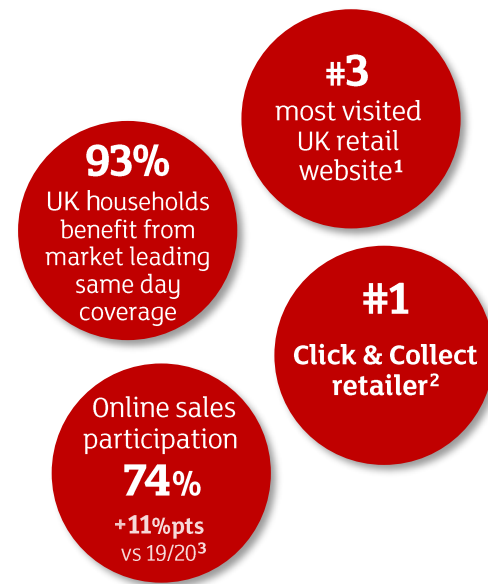 #3
most visited
UK retail
website¹
93%
UK households
benefit from
market leading
same day
coverage
#1
Click & Collect
retailer²
Online sales
participation
74%
+11%pts
vs 19/20³